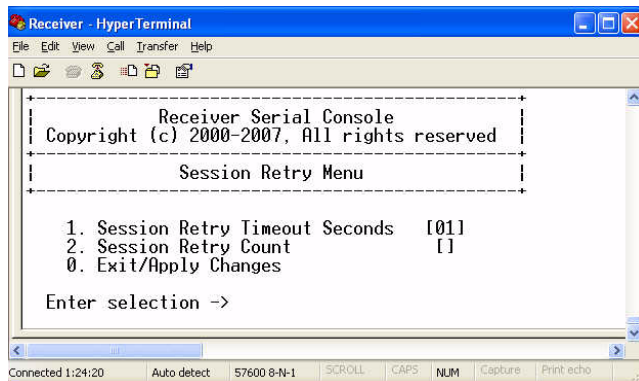 Receiver - HyperTerminal
File Edit View Call Transfer Help
Receiver Serial Console
Copyright (c) 2000-2007, All rights reserved
Session Retry Menu
1. Session Retry Timeout Seconds [01]
2. Session Retry Count []
0. Exit/Apply Changes
Enter selection ->
Connected 1:24:20 Auto detect 57600 8-N-1 SCROLL CAPS NUM Capture Print echo